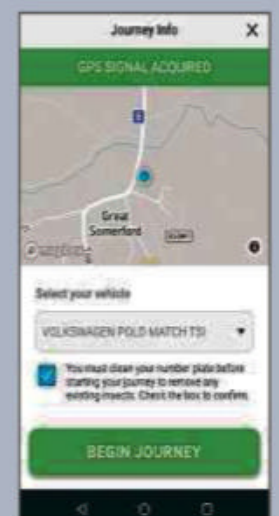 Journey Info X
GPS SIGNAL ACQUIRED
Great
Somerford
mapbox
Select your vehicle
VOLKSWAGEN POLO MATCH TSI
You must clean your number plate before
starting your journey to remove any
existing insects. Check the box to confirm.
BEGIN JOURNEY